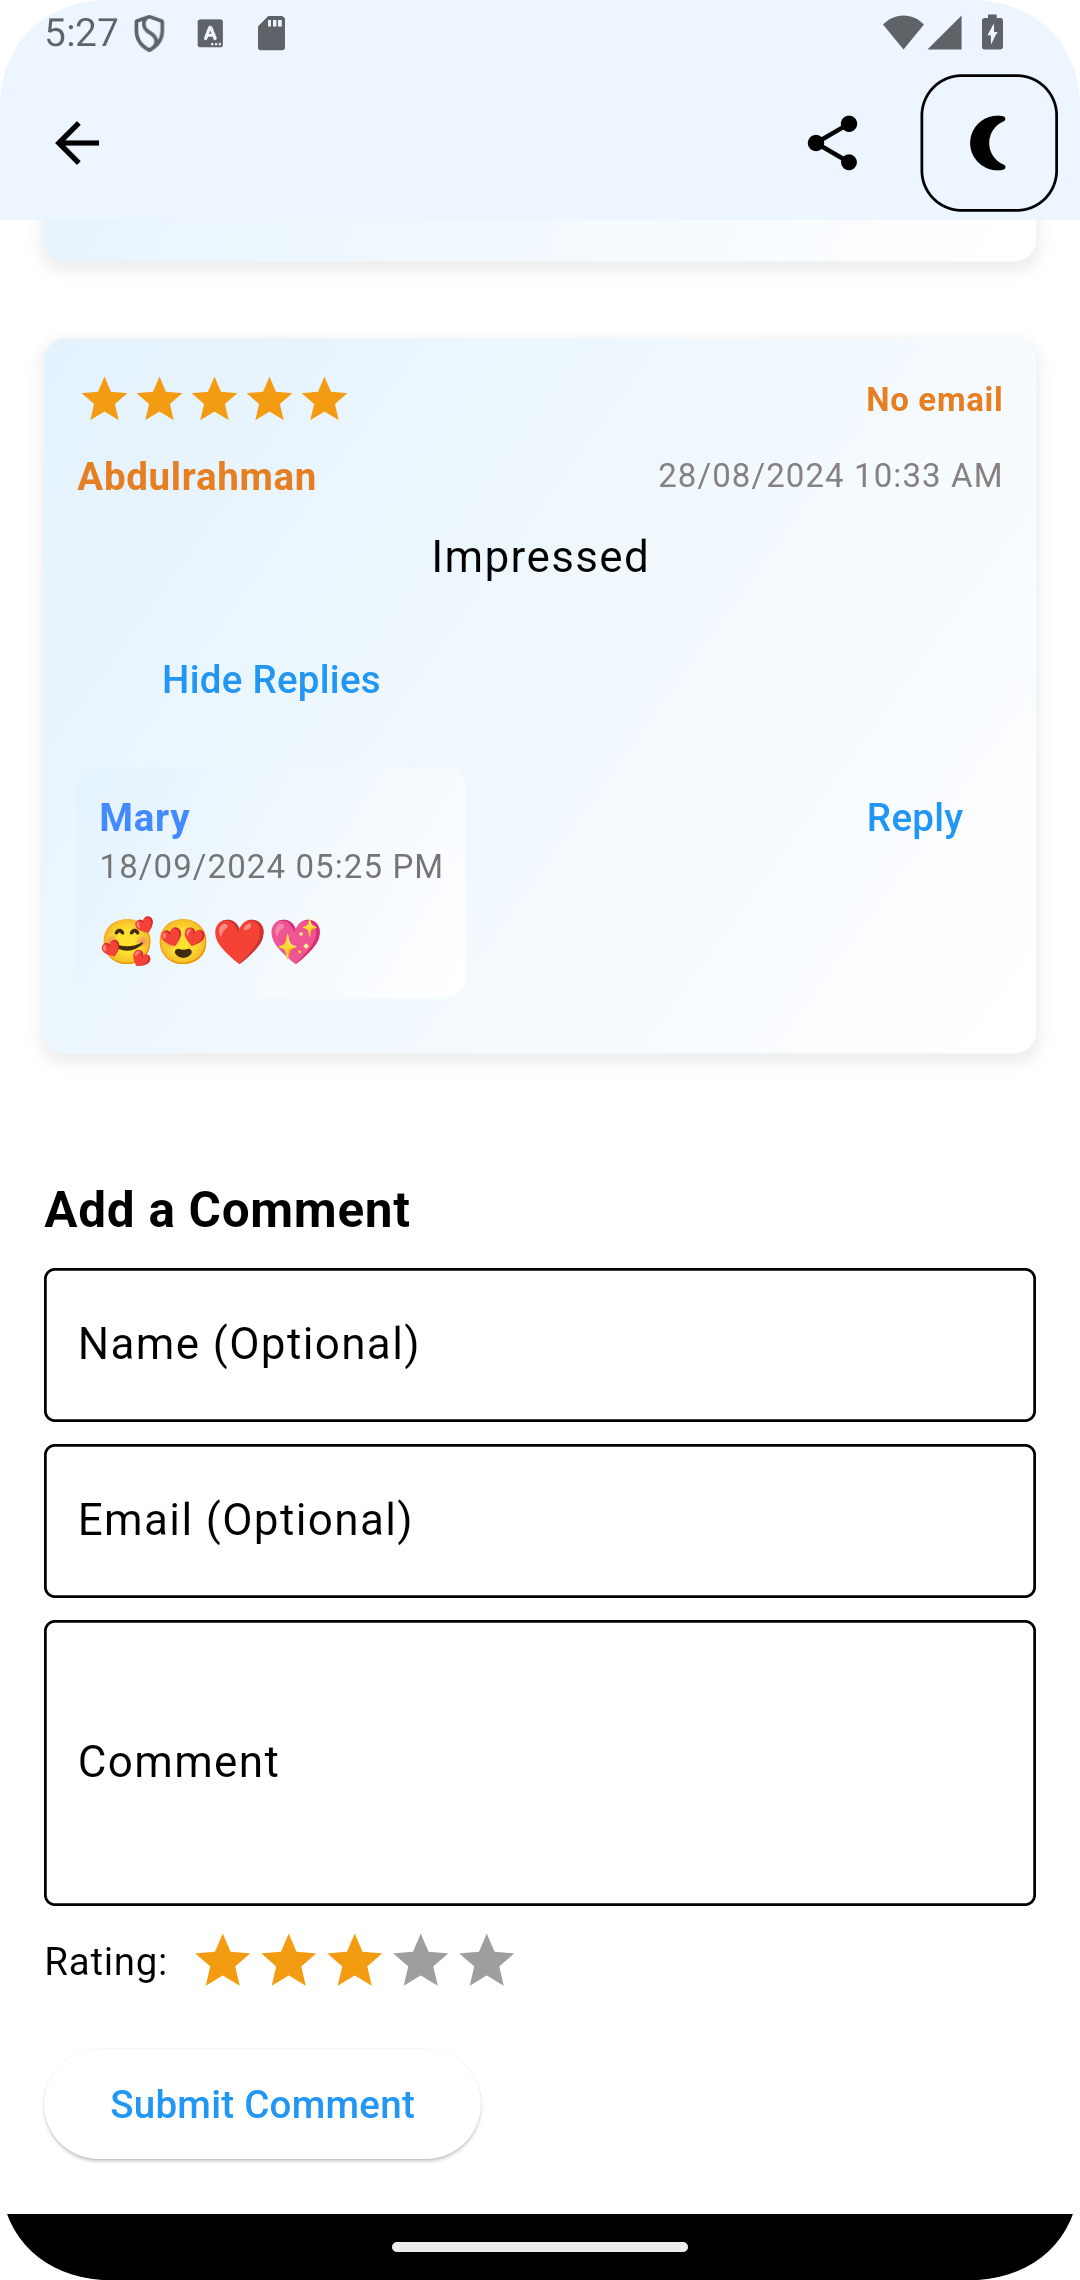 5:27
No email
Abdulrahman
28/08/2024 10:33 AM
Impressed
Hide Replies
Mary
Reply
18/09/2024 05:25 PM
🥰😍❤️💖
Add a Comment
Name (Optional)
Email (Optional)
Comment
Rating:
Submit Comment